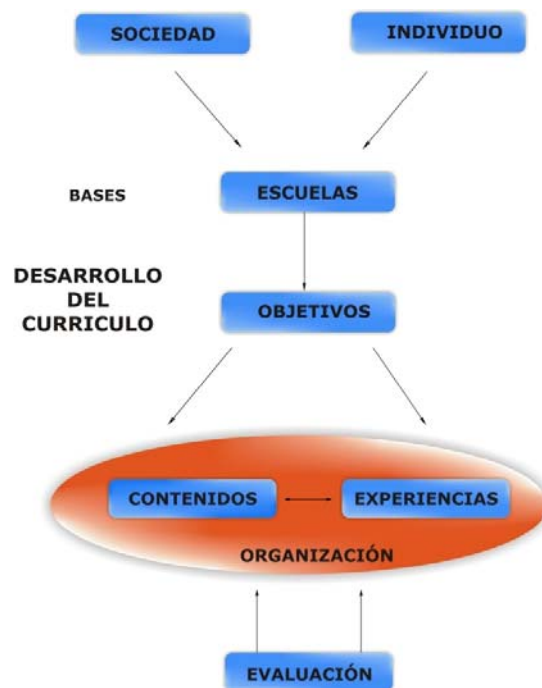 SOCIEDAD
INDIVIDUO
BASES
ESCUELAS
DESARROLLO
DEL
CURRICULO
OBJETIVOS
CONTENIDOS
EXPERIENCIAS
ORGANIZACIÓN
EVALUACIÓN